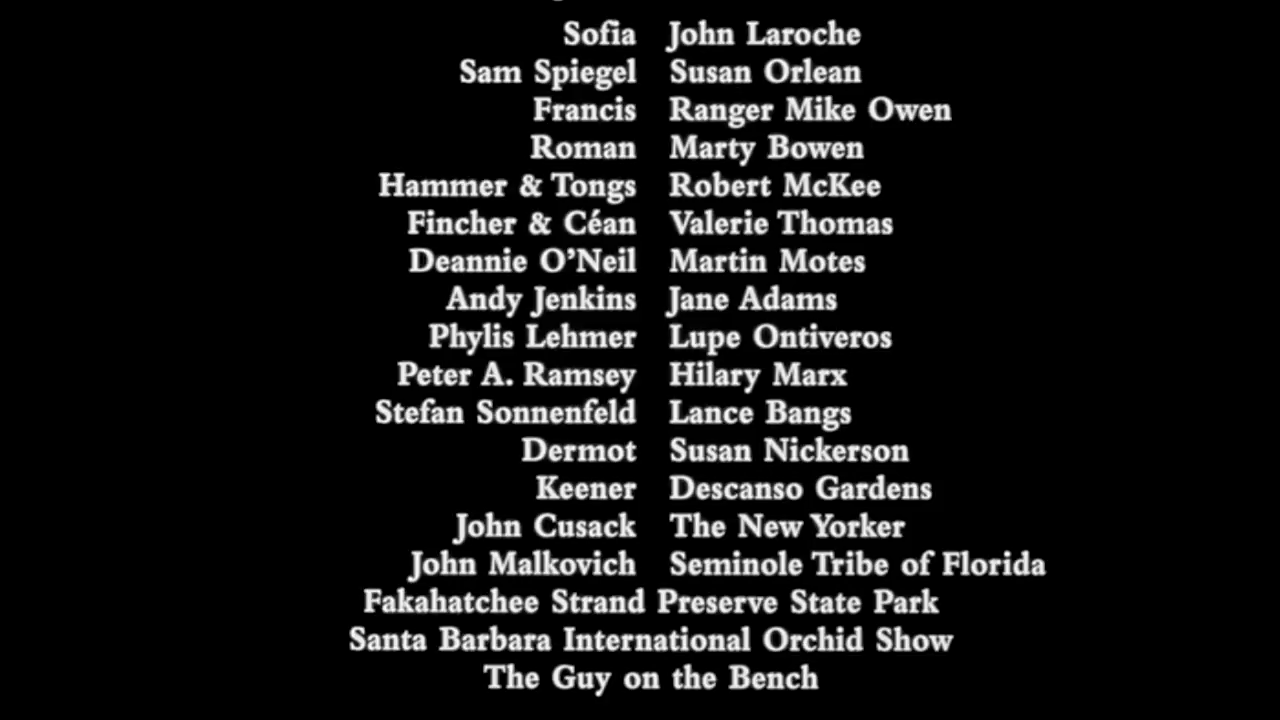 Sofia John Laroche
Sam Spiegel Susan Orlean
Francis Ranger Mike Owen
Roman Marty Bowen
Hammer & Tongs Robert McKee
Fincher & Céan Valerie Thomas
Deannie O'Neil Martin Motes
Andy Jenkins Jane Adams
Phylis Lehmer Lupe Ontiveros
Peter A. Ramsey Hilary Marx
Stefan Sonnenfeld Lance Bangs
Dermot Susan Nickerson
Keener Descanso Gardens
John Cusack The New Yorker
John Malkovich Seminole Tribe of Florida
Fakahatchee Strand Preserve State Park
Santa Barbara International Orchid Show
The Guy on the Bench